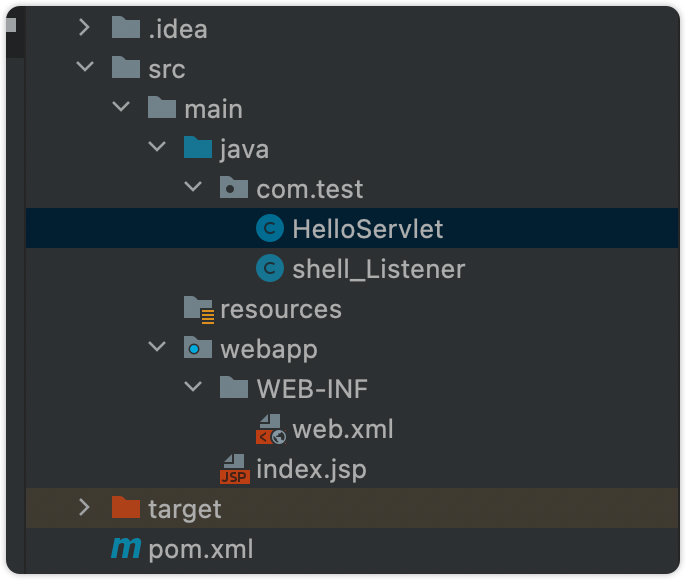 .idea
src
main
java
com.test
C HelloServlet
C shell_Listener
resources
webapp
WEB-INF
< web.xml
JSP index.jsp
target
m pom.xml